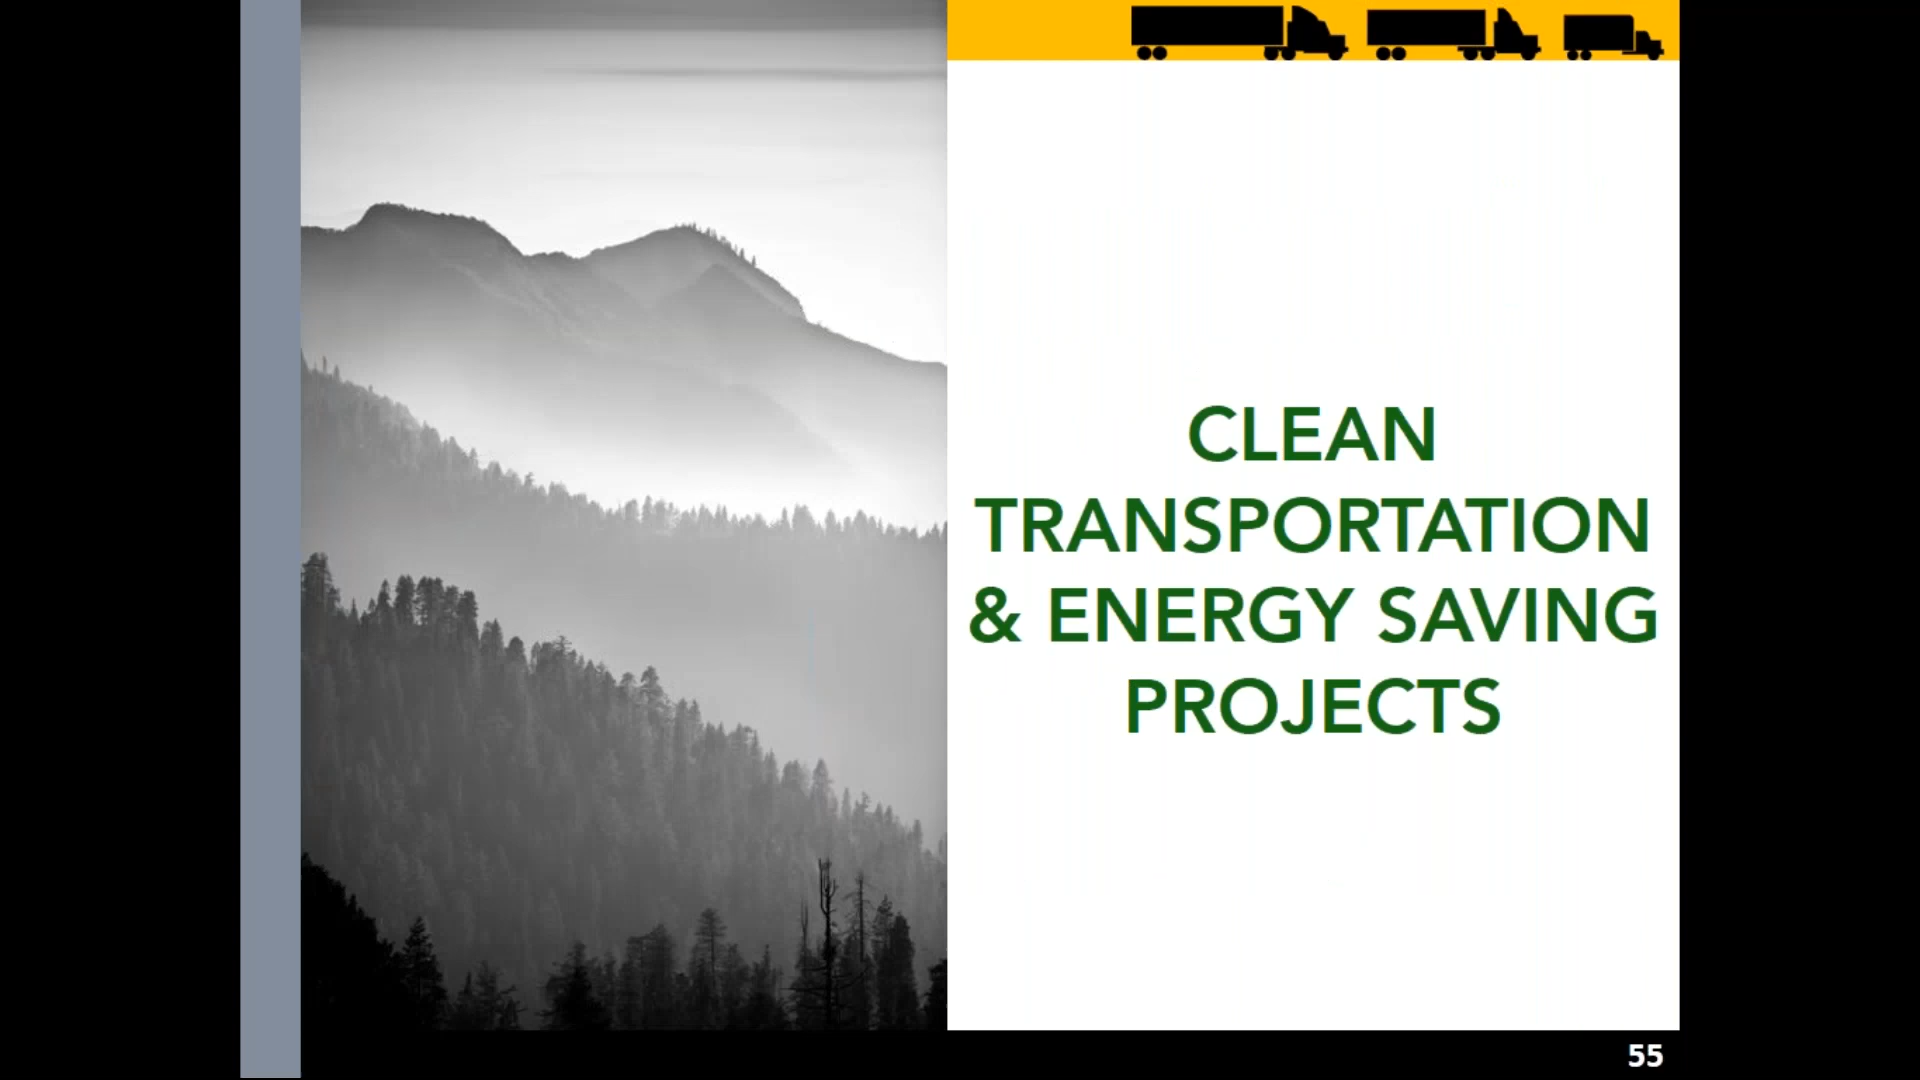 CLEAN
TRANSPORTATION
& ENERGY SAVING
PROJECTS
55